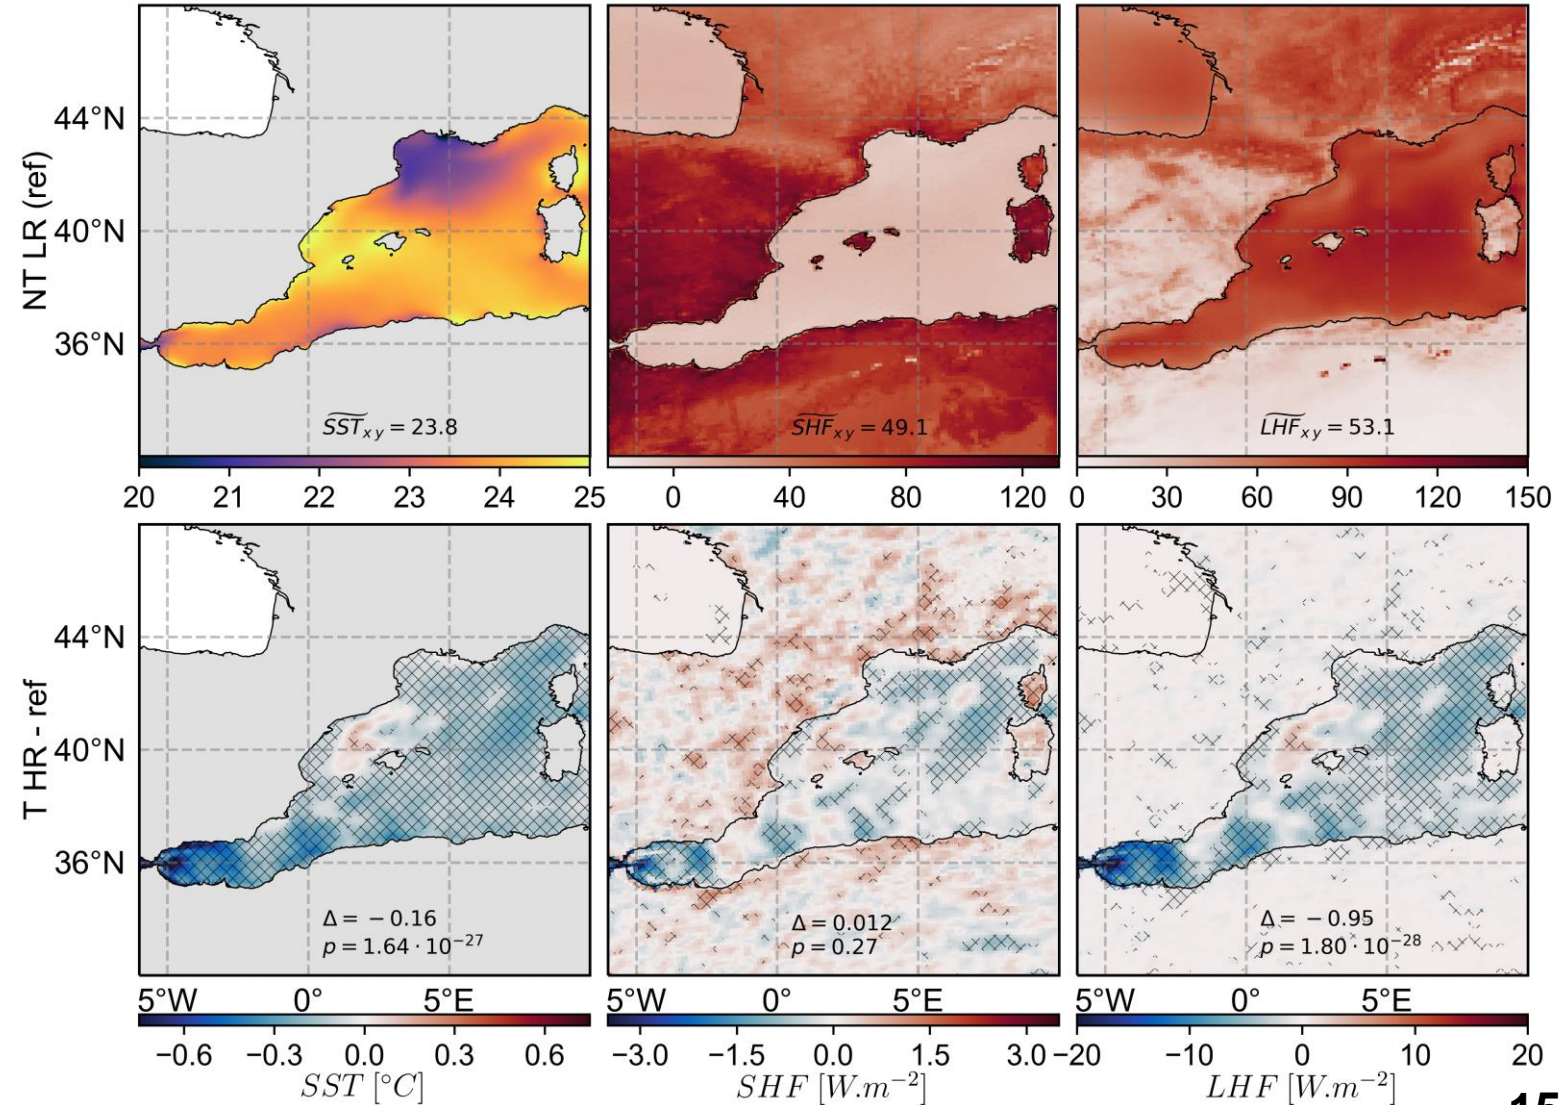 NT LR (ref)
44°N
40°N
36°N
$\widetilde{SST}_{xy} = 23.8$
$\widetilde{SHF}_{xy} = 49.1$
$\widetilde{LHF}_{xy} = 53.1$
20 21 22 23 24 25
0 40 80 120
0 30 60 90 120 150
T HR - ref
44°N
40°N
36°N
Δ = −0.16
p = 1.64 · 10⁻²⁷
Δ = 0.012
p = 0.27
Δ = −0.95
p = 1.80 · 10⁻²⁸
5°W 0° 5°E
5°W 0° 5°E
5°W 0° 5°E
−0.6 −0.3 0.0 0.3 0.6
−3.0 −1.5 0.0 1.5 3.0
−20 −10 0 10 20
SST [°C]
SHF [W.m⁻²]
LHF [W.m⁻²]